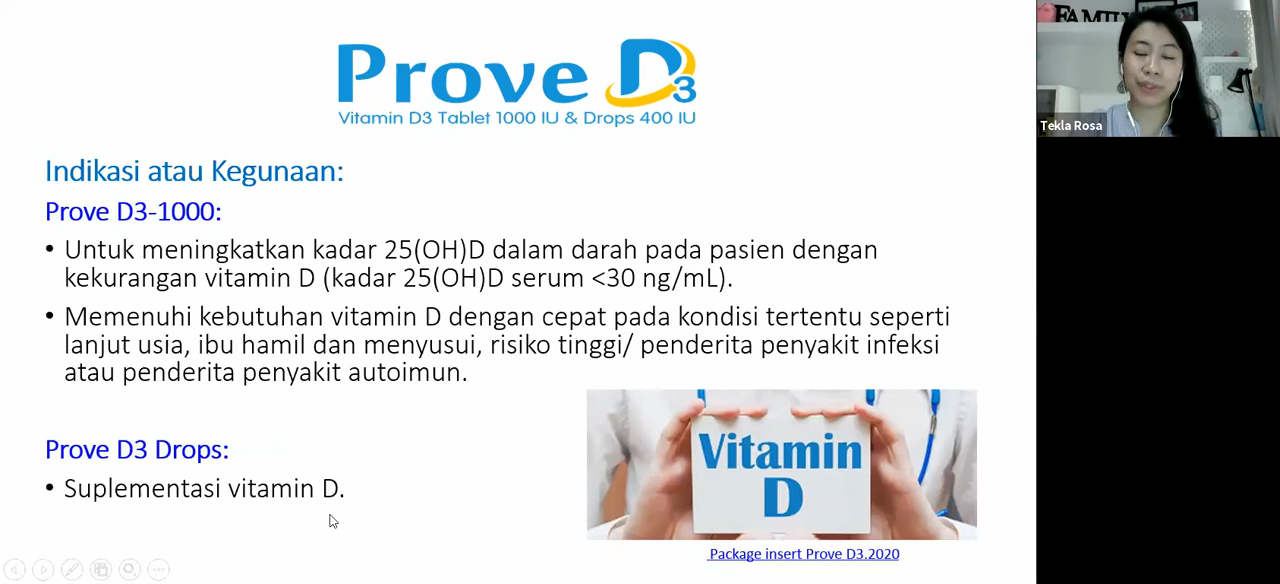 Prove D3
Vitamin D3 Tablet 1000 IU & Drops 400 IU
Indikasi atau Kegunaan:
Prove D3-1000:
• Untuk meningkatkan kadar 25(OH)D dalam darah pada pasien dengan
kekurangan vitamin D (kadar 25(OH)D serum <30 ng/mL).
• Memenuhi kebutuhan vitamin D dengan cepat pada kondisi tertentu seperti
lanjut usia, ibu hamil dan menyusui, risiko tinggi/ penderita penyakit infeksi
atau penderita penyakit autoimun.
Prove D3 Drops:
• Suplementasi vitamin D.
Vitamin
D
Package insert Prove D3.2020
FAMILY
Tekla Rosa